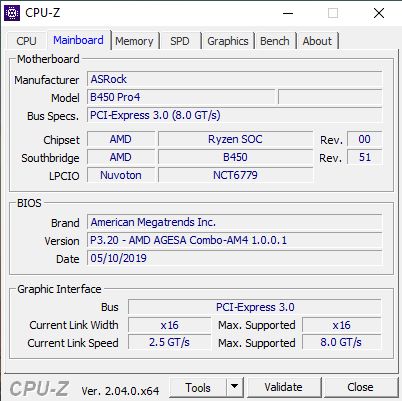 CPU-Z
CPU Mainboard Memory SPD Graphics Bench About
Motherboard
Manufacturer ASRock
Model B450 Pro4
Bus Specs. PCI-Express 3.0 (8.0 GT/s)
Chipset AMD Ryzen SOC Rev. 00
Southbridge AMD B450 Rev. 51
LPCIO Nuvoton NCT6779
BIOS
Brand American Megatrends Inc.
Version P3.20 - AMD AGESA Combo-AM4 1.0.0.1
Date 05/10/2019
Graphic Interface
Bus PCI-Express 3.0
Current Link Width x16 Max. Supported x16
Current Link Speed 2.5 GT/s Max. Supported 8.0 GT/s
CPU-Z Ver. 2.04.0.x64 Tools Validate Close